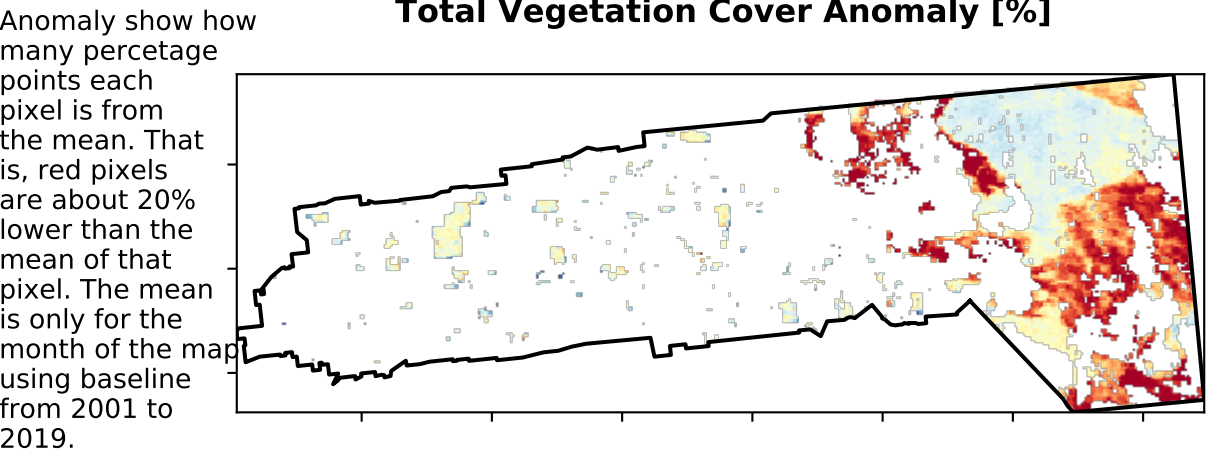 Total Vegetation Cover Anomaly [%]
Anomaly show how
many percetage
points each
pixel is from
the mean. That
is, red pixels
are about 20%
lower than the
mean of that
pixel. The mean
is only for the
month of the map
using baseline
from 2001 to
2019.